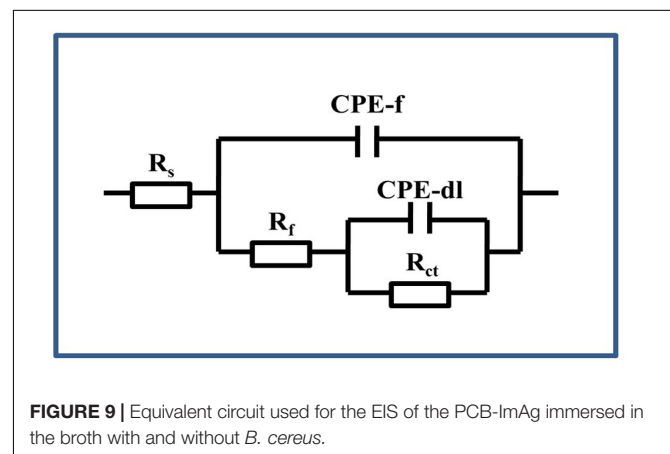 CPE-f
Rs
CPE-dl
Rf
Rct
FIGURE 9 | Equivalent circuit used for the EIS of the PCB-ImAg immersed in
the broth with and without B. cereus.